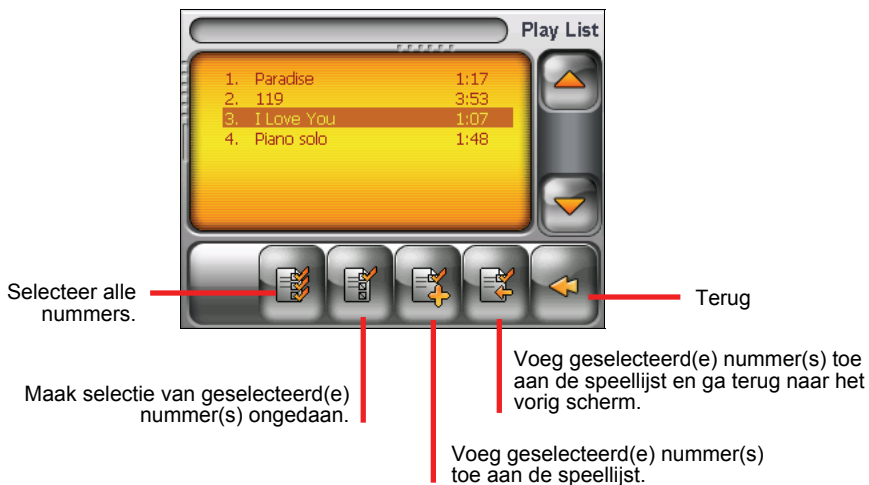 Play List
1. Paradise 1:17
2. 119 3:53
3. I Love You 1:07
4. Piano solo 1:48
Selecteer alle
nummers.
Terug
Maak selectie van geselecteerd(e)
nummer(s) ongedaan.
Voeg geselecteerd(e) nummer(s) toe
aan de speellijst en ga terug naar het
vorig scherm.
Voeg geselecteerd(e) nummer(s)
toe aan de speellijst.